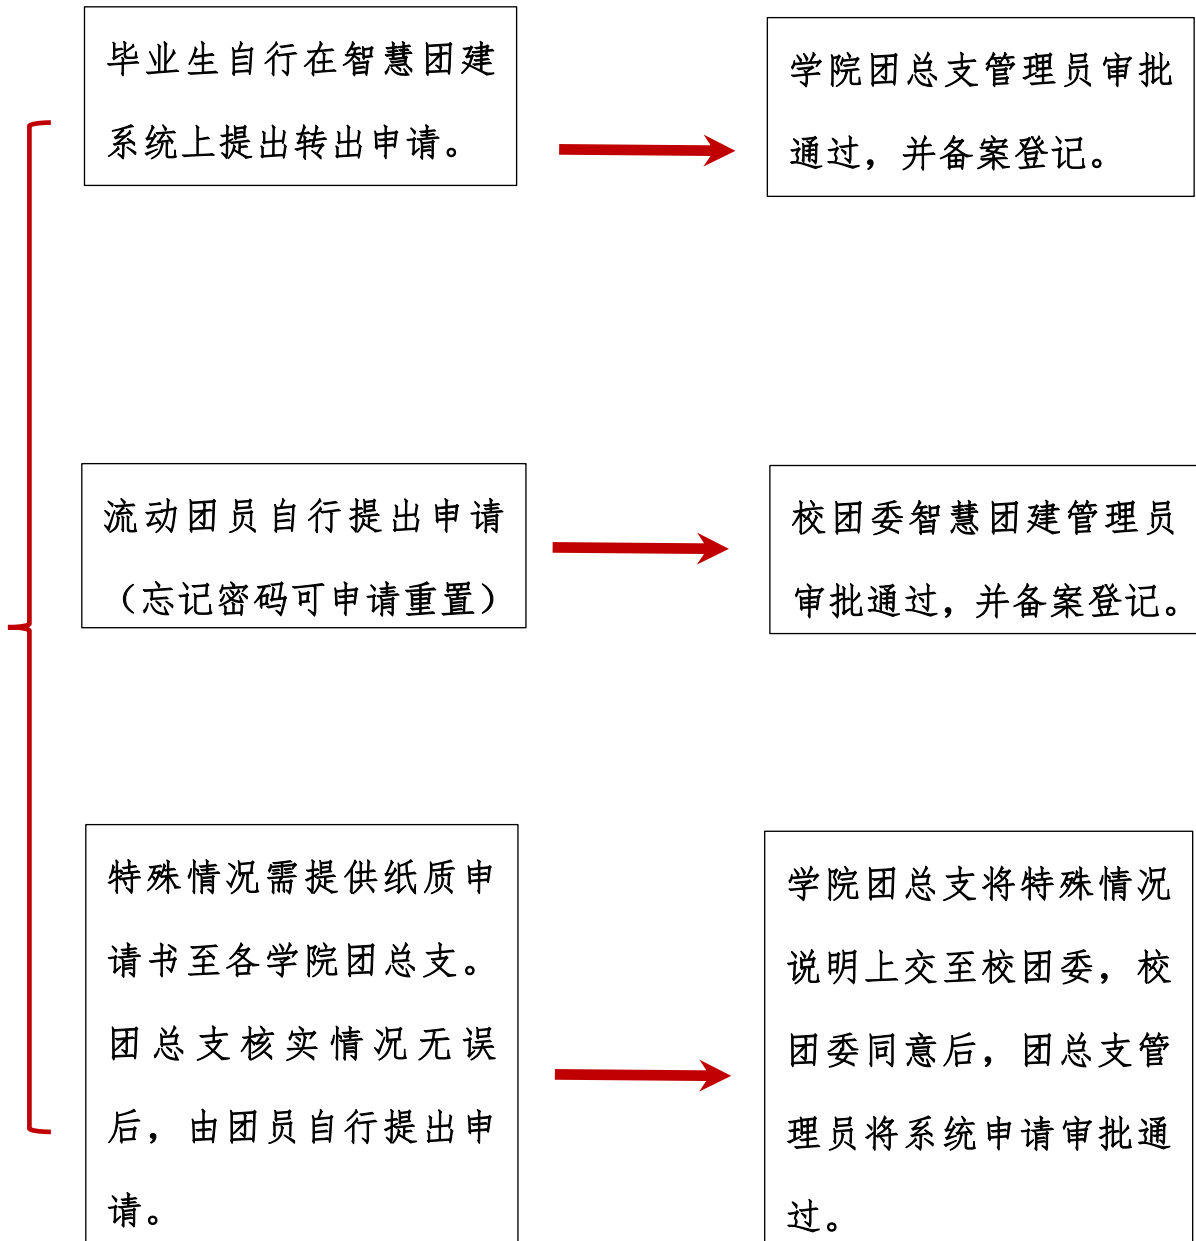 毕业生自行在智慧团建
系统上提出转出申请。
学院团总支管理员审批
通过，并备案登记。
流动团员自行提出申请
（忘记密码可申请重置）
校团委智慧团建管理员
审批通过，并备案登记。
特殊情况需提供纸质申
请书至各学院团总支。
团总支核实情况无误
后，由团员自行提出申
请。
学院团总支将特殊情况
说明上交至校团委，校
团委同意后，团总支管
理员将系统申请审批通
过。